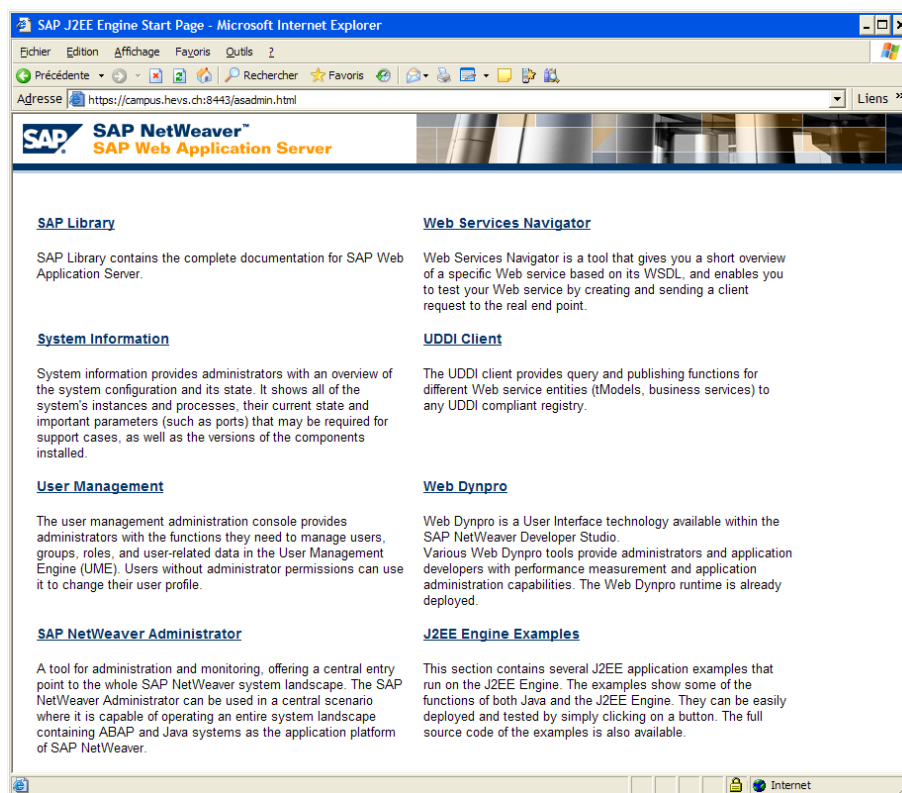 SAP J2EE Engine Start Page - Microsoft Internet Explorer
Fichier Edition Affichage Favoris Outils ?
Précédente Rechercher Favoris
Adresse https://campus.hevs.ch:8443/asadmin.html Liens »
SAP SAP NetWeaver™
SAP Web Application Server
SAP Library
SAP Library contains the complete documentation for SAP Web
Application Server.
Web Services Navigator
Web Services Navigator is a tool that gives you a short overview
of a specific Web service based on its WSDL, and enables you
to test your Web service by creating and sending a client
request to the real end point.
System Information
System information provides administrators with an overview of
the system configuration and its state. It shows all of the
system's instances and processes, their current state and
important parameters (such as ports) that may be required for
support cases, as well as the versions of the components
installed.
UDDI Client
The UDDI client provides query and publishing functions for
different Web service entities (tModels, business services) to
any UDDI compliant registry.
User Management
The user management administration console provides
administrators with the functions they need to manage users,
groups, roles, and user-related data in the User Management
Engine (UME). Users without administrator permissions can use
it to change their user profile.
Web Dynpro
Web Dynpro is a User Interface technology available within the
SAP NetWeaver Developer Studio.
Various Web Dynpro tools provide administrators and application
developers with performance measurement and application
administration capabilities. The Web Dynpro runtime is already
deployed.
SAP NetWeaver Administrator
A tool for administration and monitoring, offering a central entry
point to the whole SAP NetWeaver system landscape. The SAP
NetWeaver Administrator can be used in a central scenario
where it is capable of operating an entire system landscape
containing ABAP and Java systems as the application platform
of SAP NetWeaver.
J2EE Engine Examples
This section contains several J2EE application examples that
run on the J2EE Engine. The examples show some of the
functions of both Java and the J2EE Engine. They can be easily
deployed and tested by simply clicking on a button. The full
source code of the examples is also available.
Internet